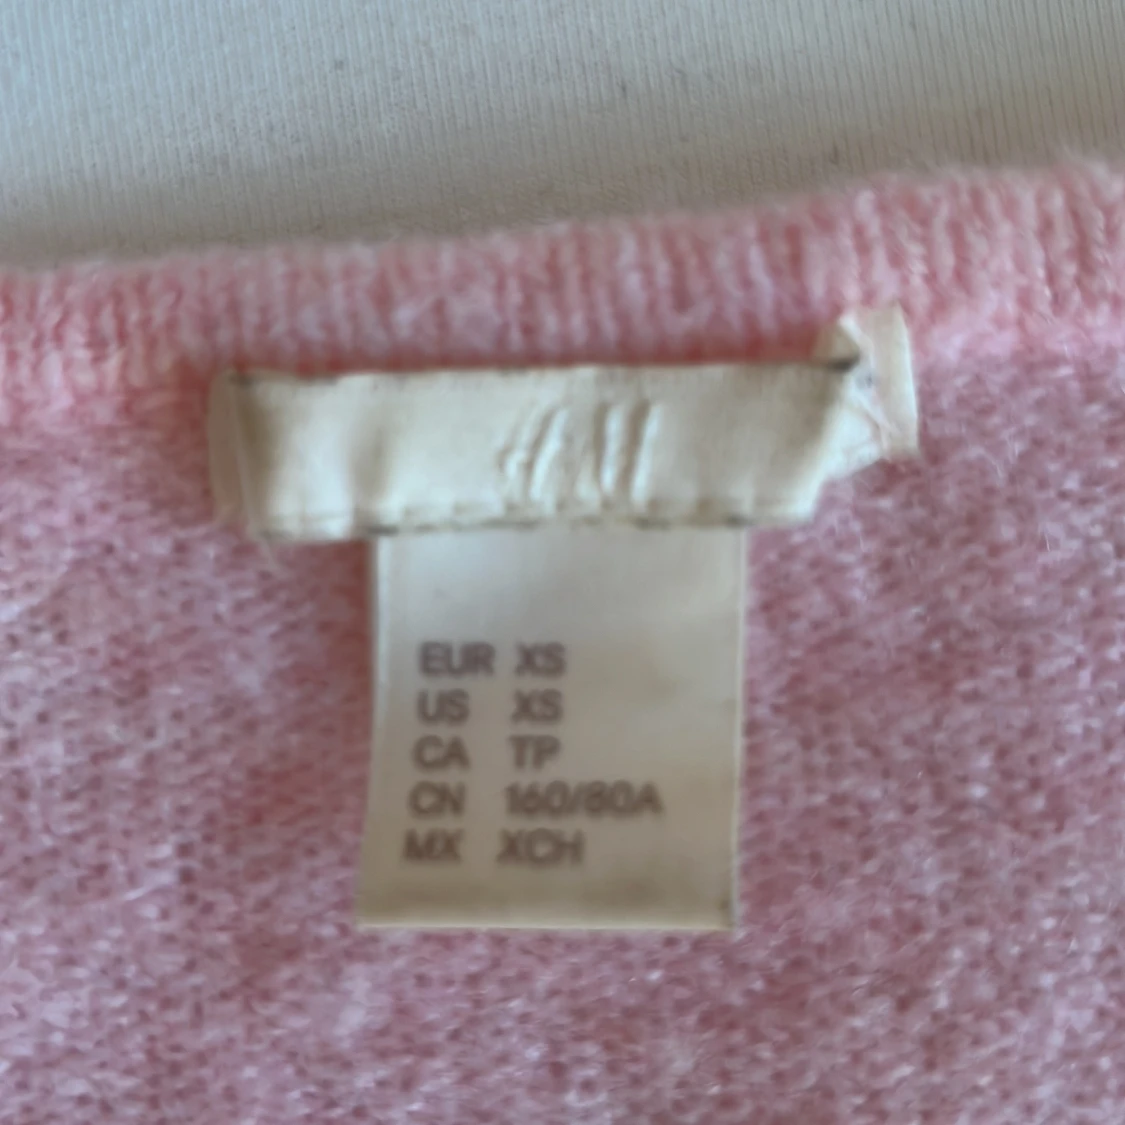 EUR XS
US XS
CA TP
CN 160/80A
MX XCH